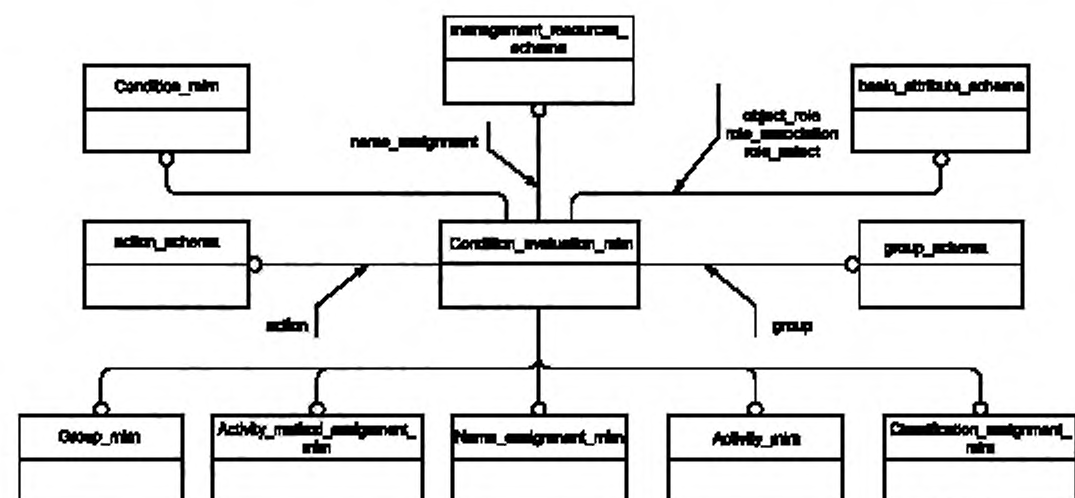 management_resources_
schema
Condition_mim
basic_attribute_schema
object_role
role_association
role_select
name_assignment
action_schema
Condition_evaluation_mim
group_schema
action
group
Group_mim
Activity_method_assignment_
mim
Name_assignment_mim
Activity_mim
Classification_assignment_
mim